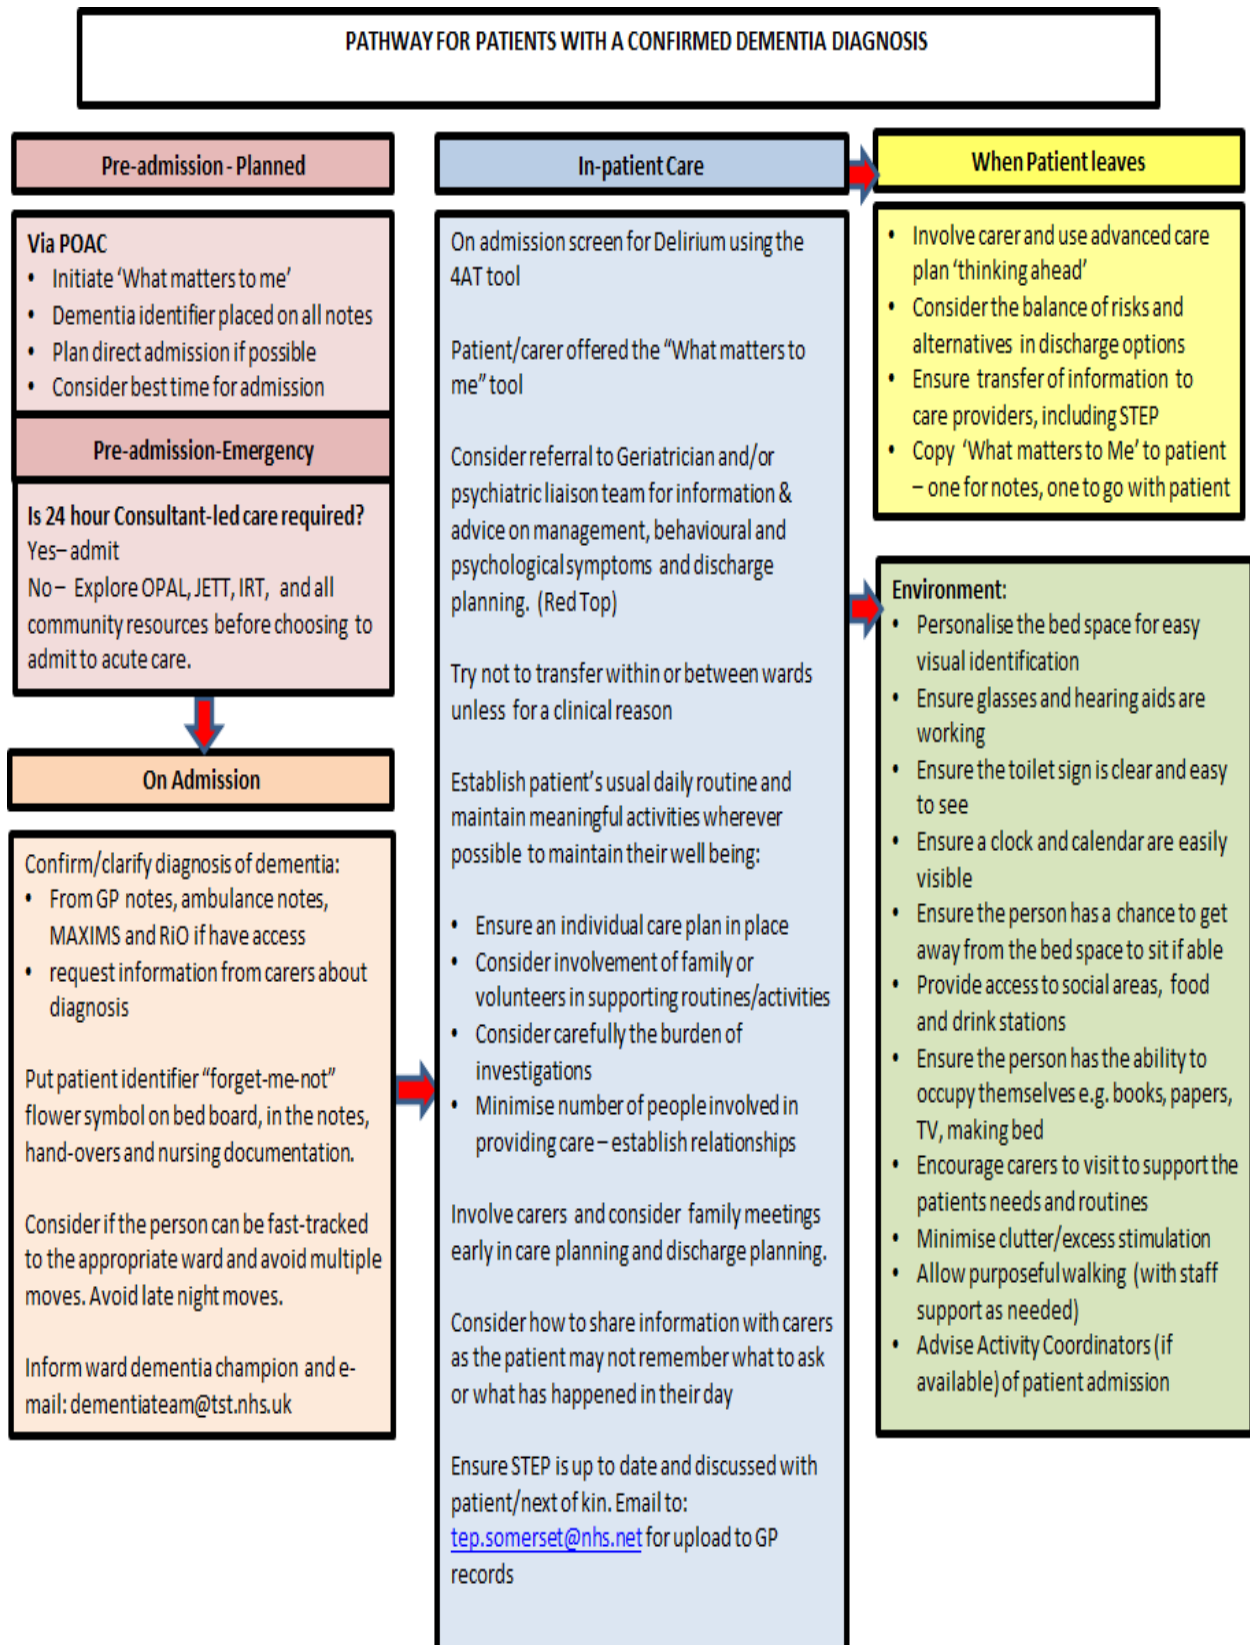 PATHWAY FOR PATIENTS WITH A CONFIRMED DEMENTIA DIAGNOSIS
Pre-admission - Planned
Via POAC
• Initiate ‘What matters to me’
• Dementia identifier placed on all notes
• Plan direct admission if possible
• Consider best time for admission
Pre-admission-Emergency
Is 24 hour Consultant-led care required?
Yes– admit
No – Explore OPAL, JETT, IRT, and all
community resources before choosing to
admit to acute care.
On Admission
Confirm/clarify diagnosis of dementia:
• From GP notes, ambulance notes,
MAXIMS and RiO if have access
• request information from carers about
diagnosis
Put patient identifier “forget-me-not”
flower symbol on bed board, in the notes,
hand-overs and nursing documentation.
Consider if the person can be fast-tracked
to the appropriate ward and avoid multiple
moves. Avoid late night moves.
Inform ward dementia champion and e-
mail: dementiateam@tst.nhs.uk
In-patient Care
On admission screen for Delirium using the
4AT tool
Patient/carer offered the “What matters to
me” tool
Consider referral to Geriatrician and/or
psychiatric liaison team for information &
advice on management, behavioural and
psychological symptoms and discharge
planning. (Red Top)
Try not to transfer within or between wards
unless for a clinical reason
Establish patient’s usual daily routine and
maintain meaningful activities wherever
possible to maintain their well being:
• Ensure an individual care plan in place
• Consider involvement of family or
volunteers in supporting routines/activities
• Consider carefully the burden of
investigations
• Minimise number of people involved in
providing care – establish relationships
Involve carers and consider family meetings
early in care planning and discharge planning.
Consider how to share information with carers
as the patient may not remember what to ask
or what has happened in their day
Ensure STEP is up to date and discussed with
patient/next of kin. Email to:
tep.somerset@nhs.net for upload to GP
records
When Patient leaves
• Involve carer and use advanced care
plan ‘thinking ahead’
• Consider the balance of risks and
alternatives in discharge options
• Ensure transfer of information to
care providers, including STEP
• Copy ‘What matters to Me’ to patient
– one for notes, one to go with patient
Environment:
• Personalise the bed space for easy
visual identification
• Ensure glasses and hearing aids are
working
• Ensure the toilet sign is clear and easy
to see
• Ensure a clock and calendar are easily
visible
• Ensure the person has a chance to get
away from the bed space to sit if able
• Provide access to social areas, food
and drink stations
• Ensure the person has the ability to
occupy themselves e.g. books, papers,
TV, making bed
• Encourage carers to visit to support the
patients needs and routines
• Minimise clutter/excess stimulation
• Allow purposeful walking (with staff
support as needed)
• Advise Activity Coordinators (if
available) of patient admission